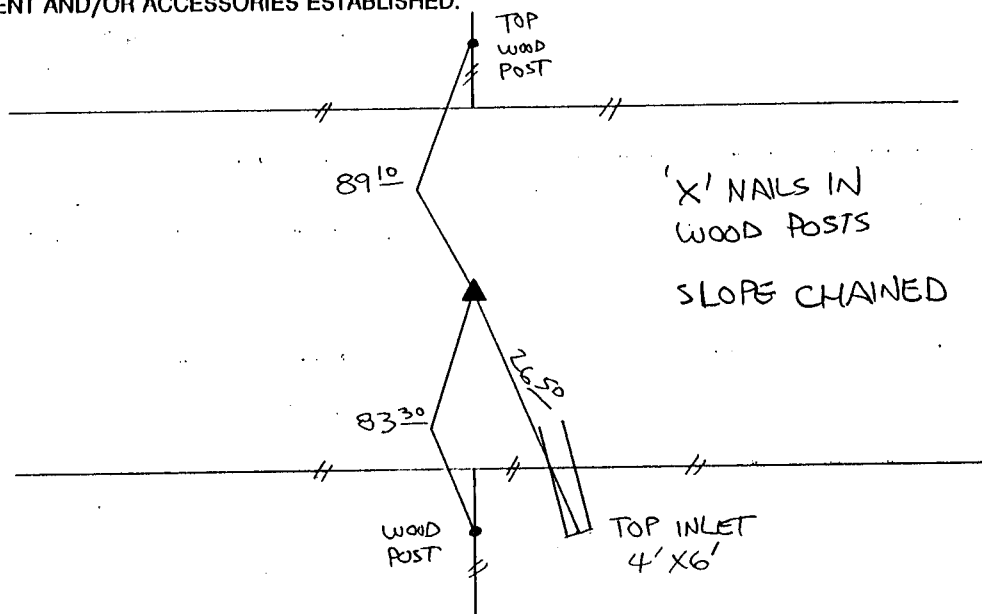 ENT AND/OR ACCESSORIES ESTABLISHED.
TOP
WOOD
POST
89 10
'X' NAILS IN
WOOD POSTS
SLOPE CHAINED
26 50
83 30
WOOD
POST
TOP INLET
4' X 6'